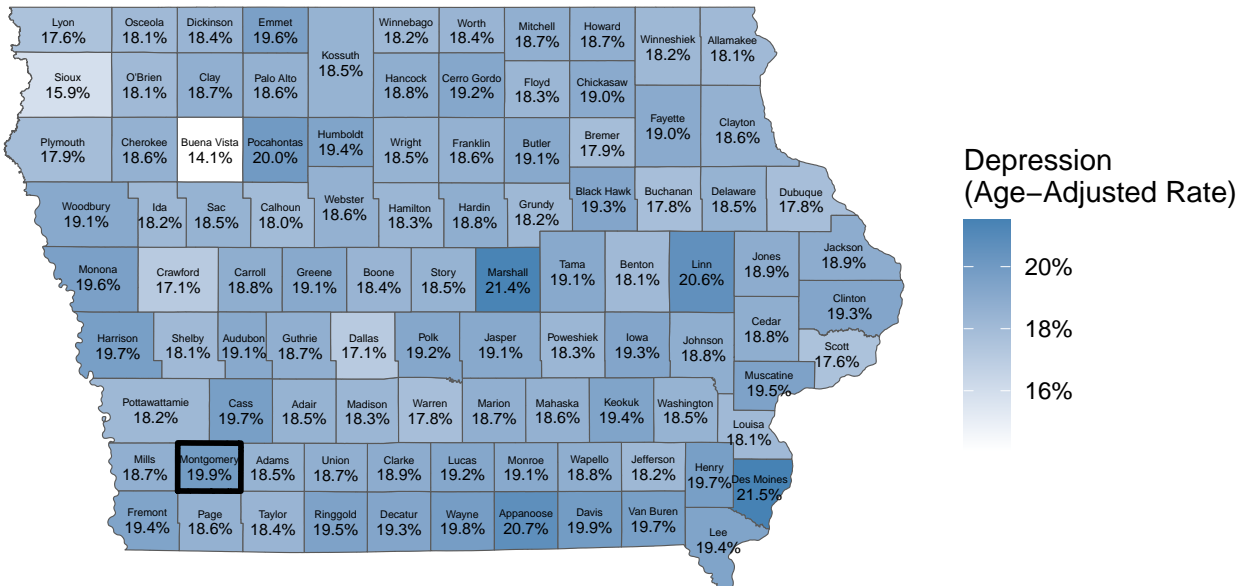 Lyon
17.6%
Osceola
18.1%
Dickinson
18.4%
Emmet
19.6%
Kossuth
18.5%
Winnebago
18.2%
Worth
18.4%
Mitchell
18.7%
Howard
18.7%
Winneshiek
18.2%
Allamakee
18.1%
Sioux
15.9%
O'Brien
18.1%
Clay
18.7%
Palo Alto
18.6%
Hancock
18.8%
Cerro Gordo
19.2%
Floyd
18.3%
Chickasaw
19.0%
Fayette
19.0%
Clayton
18.6%
Plymouth
17.9%
Cherokee
18.6%
Buena Vista
14.1%
Pocahontas
20.0%
Humboldt
19.4%
Wright
18.5%
Franklin
18.6%
Butler
19.1%
Bremer
17.9%
Woodbury
19.1%
Ida
18.2%
Sac
18.5%
Calhoun
18.0%
Webster
18.6%
Hamilton
18.3%
Hardin
18.8%
Grundy
18.2%
Black Hawk
19.3%
Buchanan
17.8%
Delaware
18.5%
Dubuque
17.8%
Monona
19.6%
Crawford
17.1%
Carroll
18.8%
Greene
19.1%
Boone
18.4%
Story
18.5%
Marshall
21.4%
Tama
19.1%
Benton
18.1%
Linn
20.6%
Jones
18.9%
Jackson
18.9%
Clinton
19.3%
Harrison
19.7%
Shelby
18.1%
Audubon
19.1%
Guthrie
18.7%
Dallas
17.1%
Polk
19.2%
Jasper
19.1%
Poweshiek
18.3%
Iowa
19.3%
Johnson
18.8%
Cedar
18.8%
Scott
17.6%
Muscatine
19.5%
Pottawattamie
18.2%
Cass
19.7%
Adair
18.5%
Madison
18.3%
Warren
17.8%
Marion
18.7%
Mahaska
18.6%
Keokuk
19.4%
Washington
18.5%
Louisa
18.1%
Mills
18.7%
Montgomery
19.9%
Adams
18.5%
Union
18.7%
Clarke
18.9%
Lucas
19.2%
Monroe
19.1%
Wapello
18.8%
Jefferson
18.2%
Henry
19.7%
Des Moines
21.5%
Fremont
19.4%
Page
18.6%
Taylor
18.4%
Ringgold
19.5%
Decatur
19.3%
Wayne
19.8%
Appanoose
20.7%
Davis
19.9%
Van Buren
19.7%
Lee
19.4%
Depression
(Age−Adjusted Rate)
20%
18%
16%